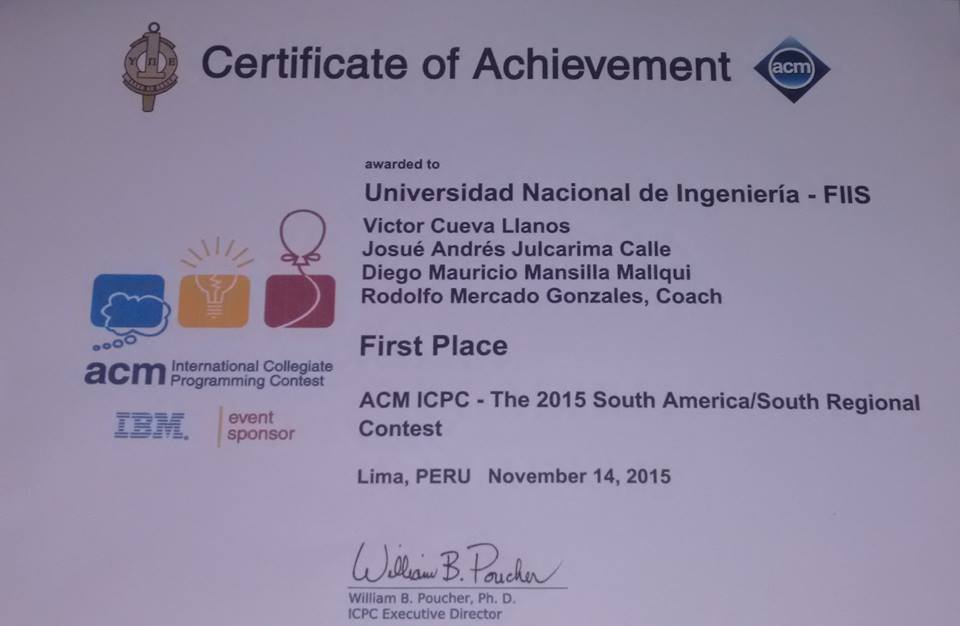 Certificate of Achievement
acm
Y Π E
awarded to
Universidad Nacional de Ingeniería - FIIS
Victor Cueva Llanos
Josué Andrés Julcarima Calle
Diego Mauricio Mansilla Mallqui
Rodolfo Mercado Gonzales, Coach
First Place
acm International Collegiate
Programming Contest
IBM.
event
sponsor
ACM ICPC - The 2015 South America/South Regional
Contest
Lima, PERU November 14, 2015
William B. Poucher
William B. Poucher, Ph. D.
ICPC Executive Director